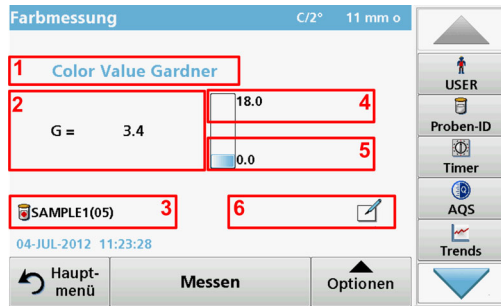 Farbmessung C/2° 11 mm o
1 Color Value Gardner
2 G = 3.4
18.0 4
0.0 5
SAMPLE1(05) 3
6
04-JUL-2012 11:23:28
Haupt-
menü
Messen
Optionen
USER
Proben-ID
Timer
AQS
Trends